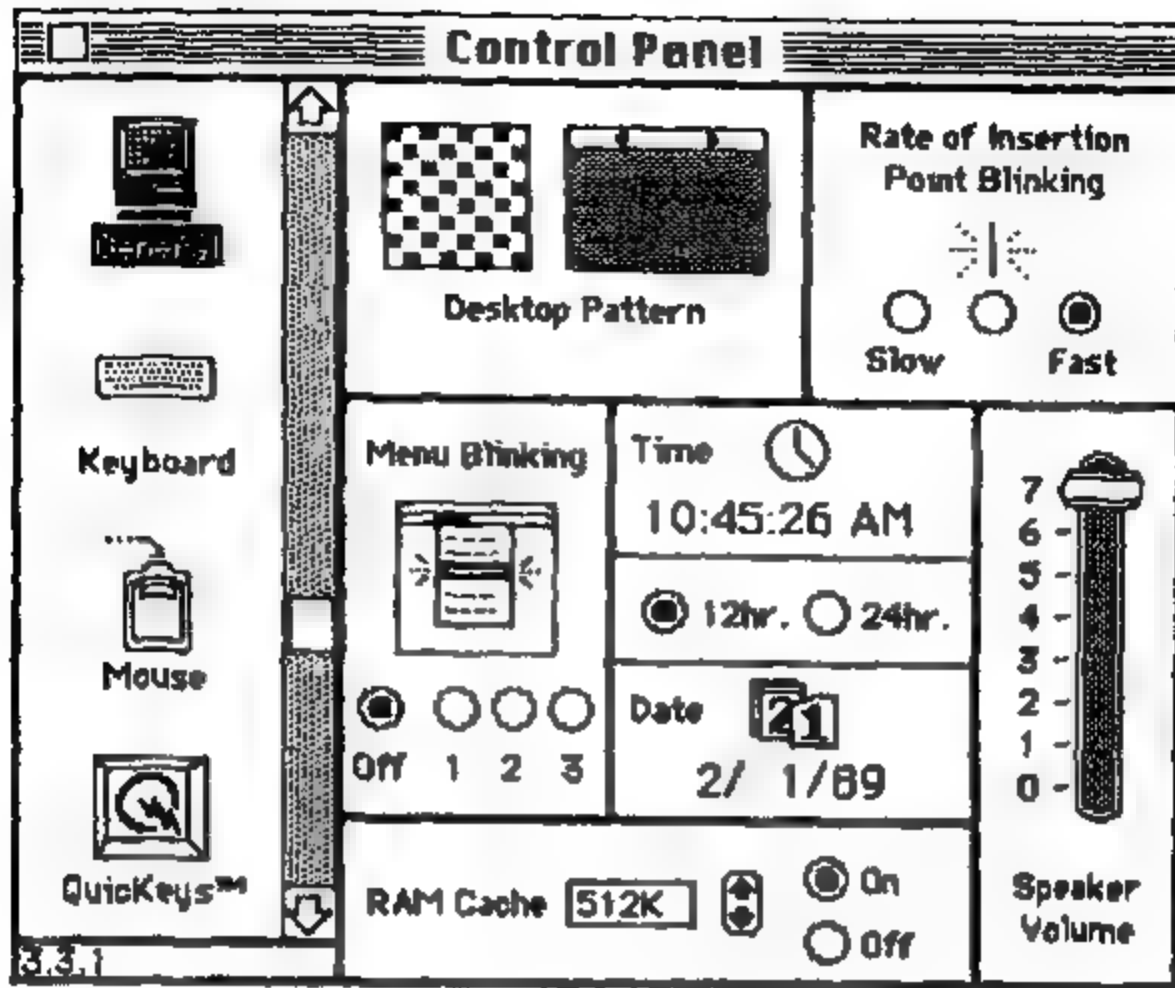 Control Panel
General
Keyboard
Mouse
QuicKeys™
3.3.1
Desktop Pattern
Rate of Insertion
Point Blinking
Slow
Fast
Menu Blinking
Off 1 2 3
Time
10:45:26 AM
12hr. 24hr.
Date
21
2/ 1/89
RAM Cache 512K
On
Off
7
6
5
4
3
2
1
0
Speaker
Volume